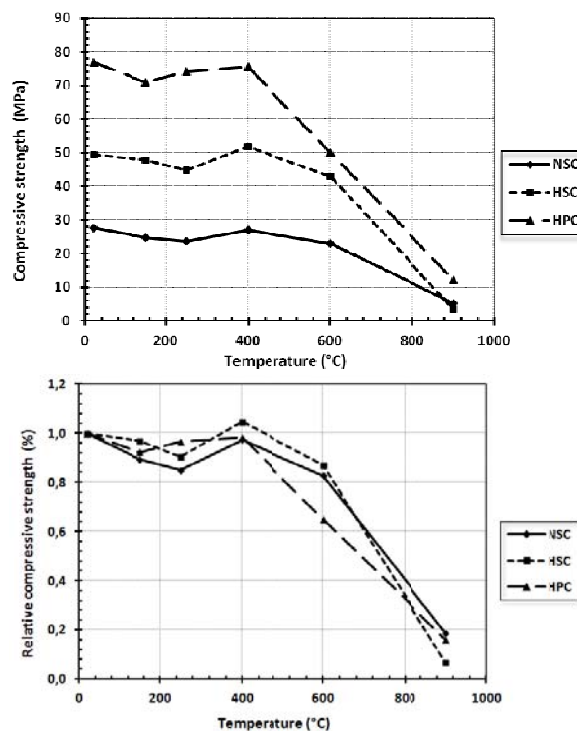 90
80
70
60
50
40
30
20
10
0
Compressive strength (MPa)
0 200 400 600 800 1000
Temperature (°C)
NSC
HSC
HPC
1,2
1,0
0,8
0,6
0,4
0,2
0,0
Relative compressive strength (%)
0 200 400 600 800 1000
Temperature (°C)
NSC
HSC
HPC